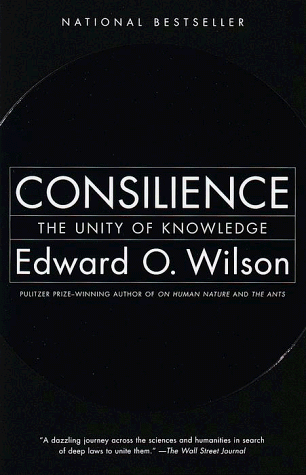 NATIONAL BESTSELLER
CONSILIENCE
THE UNITY OF KNOWLEDGE
Edward O. Wilson
PULITZER PRIZE–WINNING AUTHOR OF ON HUMAN NATURE AND THE ANTS
"A dazzling journey across the sciences and humanities in search
of deep laws to unite them." —The Wall Street Journal